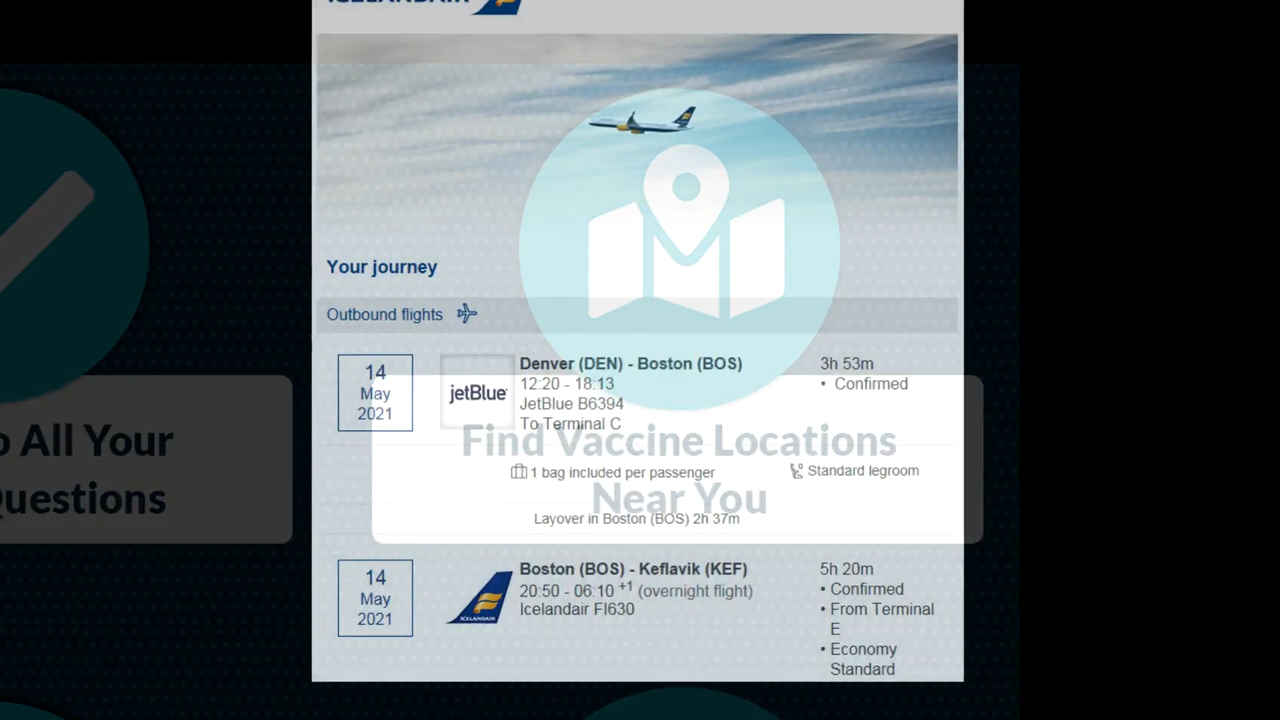 ICELANDAIR
Your journey
Outbound flights
14
May
2021
jetBlue
Denver (DEN) - Boston (BOS)
12:20 - 18:13
JetBlue B6394
To Terminal C
3h 53m
• Confirmed
All Your
Questions
Find Vaccine Locations
Near You
1 bag included per passenger
Standard legroom
Layover in Boston (BOS) 2h 37m
14
May
2021
ICELANDAIR
Boston (BOS) - Keflavik (KEF)
20:50 - 06:10 +1 (overnight flight)
Icelandair FI630
5h 20m
• Confirmed
• From Terminal
E
• Economy
Standard